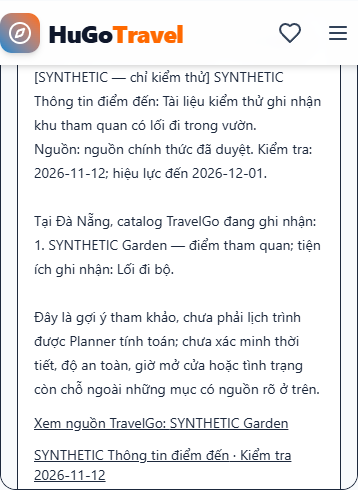 HuGoTravel
[SYNTHETIC — chỉ kiểm thử] SYNTHETIC
Thông tin điểm đến: Tài liệu kiểm thử ghi nhận
khu tham quan có lối đi trong vườn.
Nguồn: nguồn chính thức đã duyệt. Kiểm tra:
2026-11-12; hiệu lực đến 2026-12-01.
Tại Đà Nẵng, catalog TravelGo đang ghi nhận:
1. SYNTHETIC Garden — điểm tham quan; tiện
ích ghi nhận: Lối đi bộ.
Đây là gợi ý tham khảo, chưa phải lịch trình
được Planner tính toán; chưa xác minh thời
tiết, độ an toàn, giờ mở cửa hoặc tình trạng
còn chỗ ngoài những mục có nguồn rõ ở trên.
Xem nguồn TravelGo: SYNTHETIC Garden
SYNTHETIC Thông tin điểm đến · Kiểm tra
2026-11-12